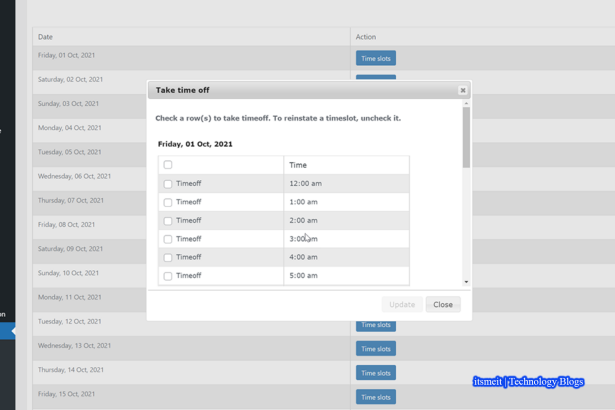 Date Action
Friday, 01 Oct, 2021 Time slots
Saturday, 02 Oct, 2021
Sunday, 03 Oct, 2021
Monday, 04 Oct, 2021
Tuesday, 05 Oct, 2021
Wednesday, 06 Oct, 2021
Thursday, 07 Oct, 2021
Friday, 08 Oct, 2021
Saturday, 09 Oct, 2021
Sunday, 10 Oct, 2021
Monday, 11 Oct, 2021
Tuesday, 12 Oct, 2021 Time slots
Wednesday, 13 Oct, 2021 Time slots
Thursday, 14 Oct, 2021 Time slots
Friday, 15 Oct, 2021 Time slots
Take time off
Check a row(s) to take timeoff. To reinstate a timeslot, uncheck it.
Friday, 01 Oct, 2021
Time
Timeoff 12:00 am
Timeoff 1:00 am
Timeoff 2:00 am
Timeoff 3:00 am
Timeoff 4:00 am
Timeoff 5:00 am
Update Close
on
itsmeit | Technology Blogs